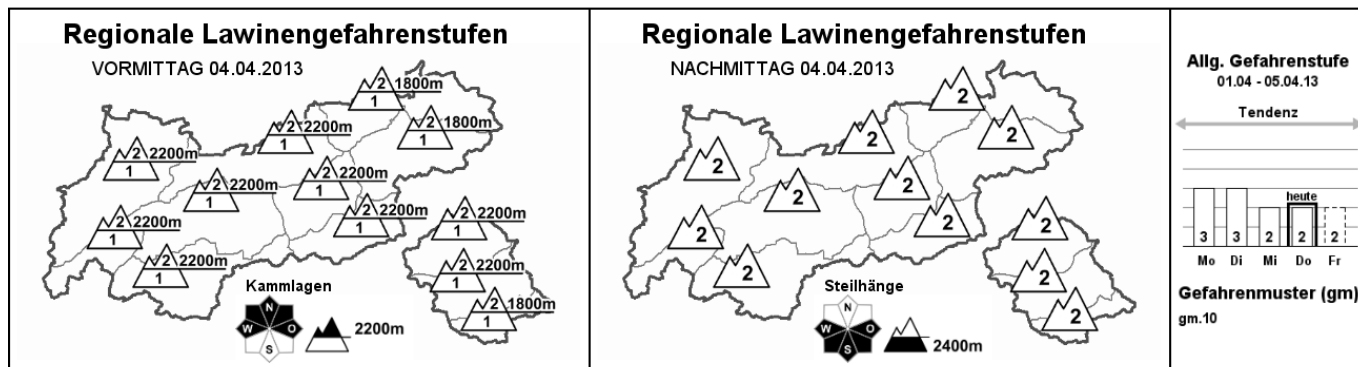 Regionale Lawinengefahrenstufen
VORMITTAG 04.04.2013
2 1800m
1
2 2200m
1
2 1800m
1
2 2200m
1
2 2200m
1
2 2200m
1
2 2200m
1
2 2200m
1
2 2200m
1
2 2200m
1
2 2200m
1
2 1800m
1
Kammlagen
N
W O
S
2200m
Regionale Lawinengefahrenstufen
NACHMITTAG 04.04.2013
2
2
2
2
2
2
2
2
2
2
2
2
Steilhänge
N
W O
S
2400m
Allg. Gefahrenstufe
01.04 - 05.04.13
Tendenz
heute
3 3 2 2 2
Mo Di Mi Do Fr
Gefahrenmuster (gm)
gm.10